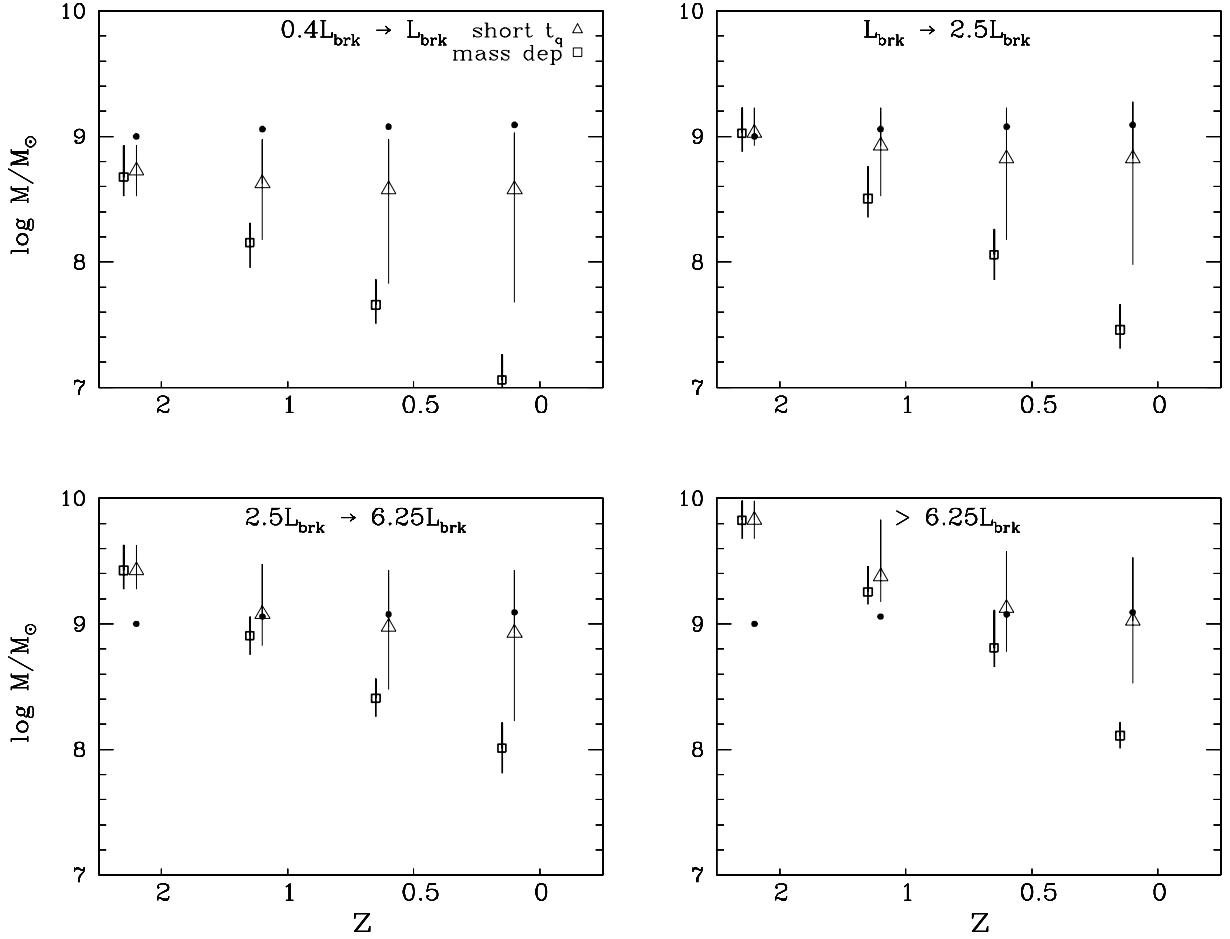 10
0.4L_brk → L_brk
short t_q △
mass dep □
9
8
7
log M/M_⊙
2 1 0.5 0
10
L_brk → 2.5L_brk
9
8
7
2 1 0.5 0
10
2.5L_brk → 6.25L_brk
9
8
7
log M/M_⊙
2 1 0.5 0
Z
10
> 6.25L_brk
9
8
7
2 1 0.5 0
Z